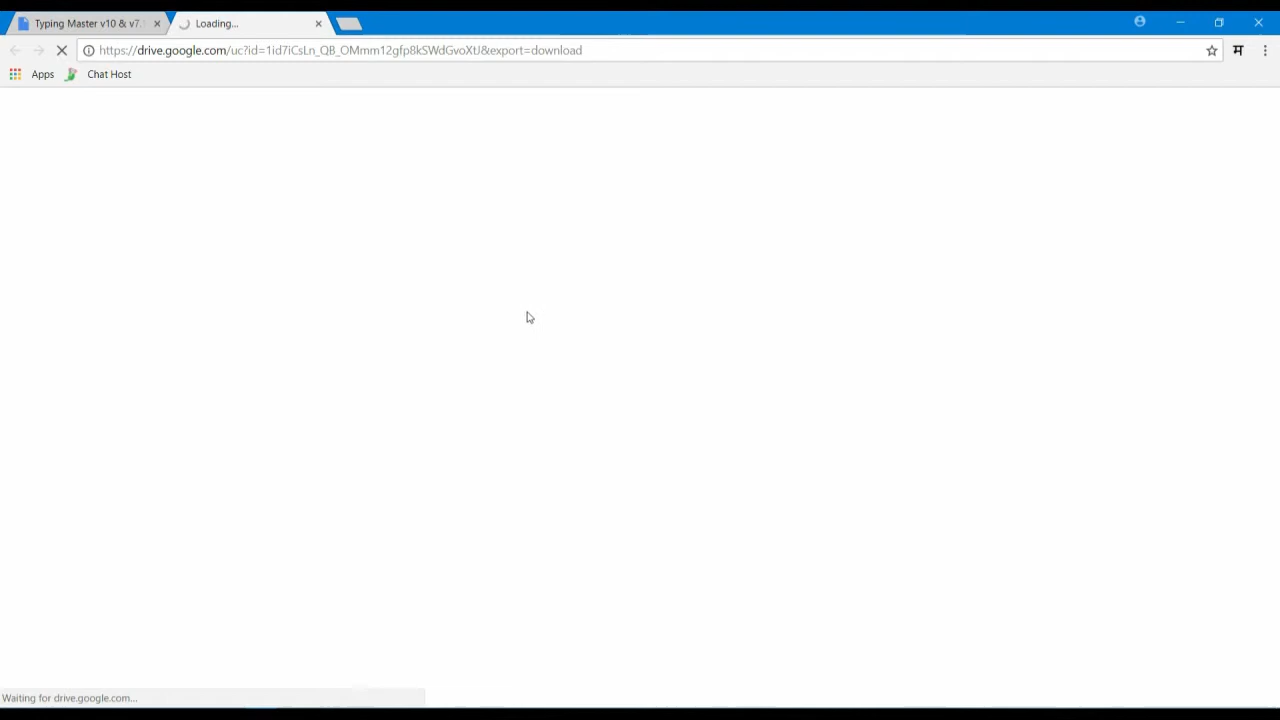 Typing Master v10 & v7.
Loading...
https://drive.google.com/uc?id=1id7iCsLn_QB_OMmm12gfp8kSWdGvoXtJ&export=download
म
Apps
Chat Host
Waiting for drive.google.com...